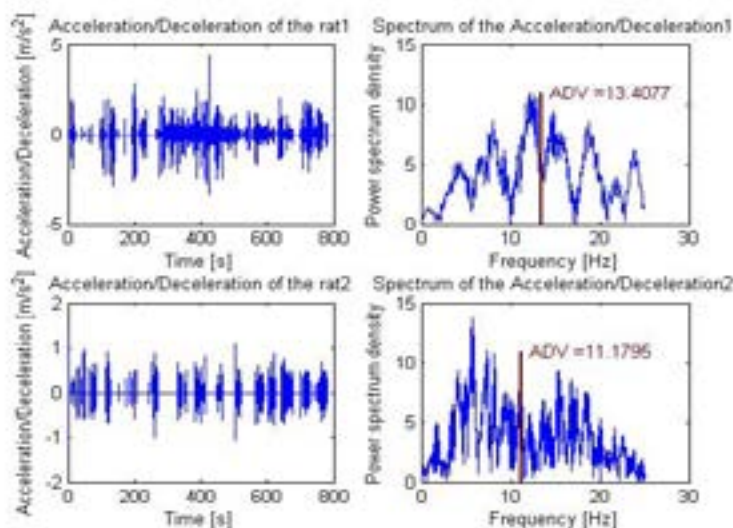 Acceleration/Deceleration of the rat1
Acceleration/Deceleration [m/s²]
5
0
-5
0 200 400 600 800
Time [s]
Spectrum of the Acceleration/Deceleration1
Power spectrum density
15
10
5
0
ADV =13.4077
0 10 20 30
Frequency [Hz]
Acceleration/Deceleration of the rat2
Acceleration/Deceleration [m/s²]
2
1
0
-1
-2
0 200 400 600 800
Time [s]
Spectrum of the Acceleration/Deceleration2
Power spectrum density
15
10
5
0
ADV =11.1795
0 10 20 30
Frequency [Hz]